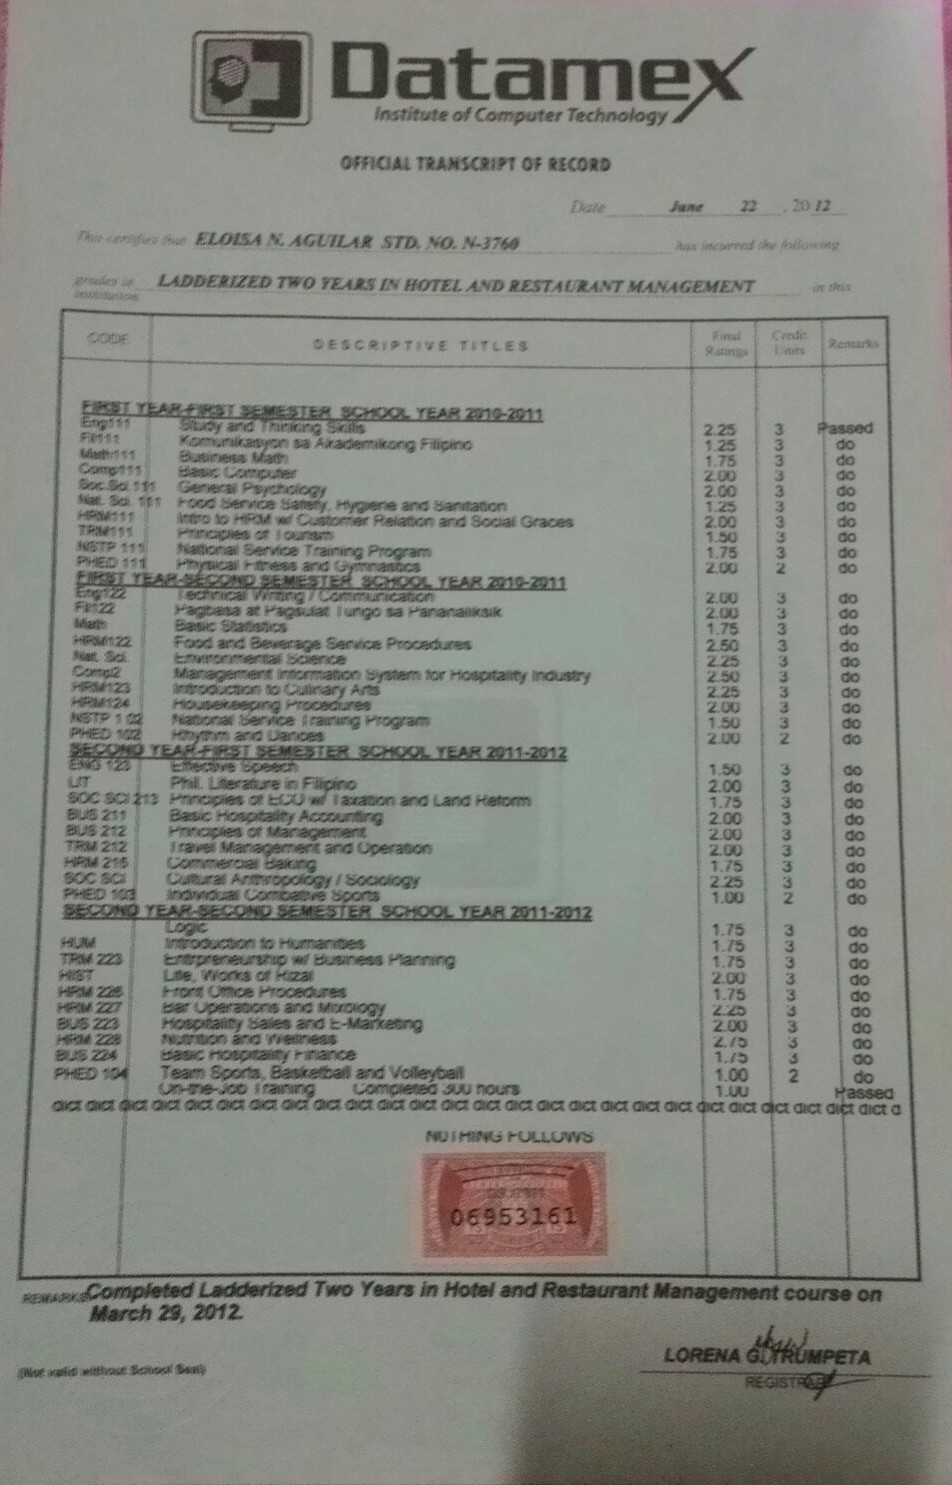 Datamex
Institute of Computer Technology
OFFICIAL TRANSCRIPT OF RECORD
Date June 22, 2012
This certifies that ELOISA N. AGUILAR STD. NO. N-3760 has incurred the following
grades in LADDERIZED TWO YEARS IN HOTEL AND RESTAURANT MANAGEMENT in this
institution
CODE DESCRIPTIVE TITLES Final Ratings Credit Units Remarks
FIRST YEAR-FIRST SEMESTER SCHOOL YEAR 2010-2011
Eng111 Study and Thinking Skills 2.25 3 Passed
Fil111 Komunikasyon sa Akademikong Filipino 1.25 3 do
Math111 Business Math 1.75 3 do
Comp111 Basic Computer 2.00 3 do
Soc.Sci.111 General Psychology 2.00 3 do
Nat. Sci. 111 Food Service Safety, Hygiene and Sanitation 1.25 3 do
HRM111 Intro to HRM w/ Customer Relation and Social Graces 2.00 3 do
TRM111 Principles of Tourism 1.50 3 do
NSTP 111 National Service Training Program 1.75 3 do
PHED 111 Physical Fitness and Gymnastics 2.00 2 do
FIRST YEAR-SECOND SEMESTER SCHOOL YEAR 2010-2011
Eng122 Technical Writing / Communication 2.00 3 do
Fil122 Pagbasa at Pagsulat Tungo sa Pananaliksik 2.00 3 do
Math Basic Statistics 1.75 3 do
HRM122 Food and Beverage Service Procedures 2.50 3 do
Nat. Sci. Environmental Science 2.25 3 do
Comp2 Management Information System for Hospitality Industry 2.50 3 do
HRM123 Introduction to Culinary Arts 2.25 3 do
HRM124 Housekeeping Procedures 2.00 3 do
NSTP 1 02 National Service Training Program 1.50 3 do
PHED 102 Rhythm and Dances 2.00 2 do
SECOND YEAR-FIRST SEMESTER SCHOOL YEAR 2011-2012
ENG 123 Effective Speech 1.50 3 do
LIT Phil. Literature in Filipino 2.00 3 do
SOC SCI 213 Principles of ECO w/ Taxation and Land Reform 1.75 3 do
BUS 211 Basic Hospitality Accounting 2.00 3 do
BUS 212 Principles of Management 2.00 3 do
TRM 212 Travel Management and Operation 2.00 3 do
HRM 215 Commercial Baking 1.75 3 do
SOC SCI Cultural Anthropology / Sociology 2.25 3 do
PHED 103 Individual Combative Sports 1.00 2 do
SECOND YEAR-SECOND SEMESTER SCHOOL YEAR 2011-2012
Logic 1.75 3 do
HUM Introduction to Humanities 1.75 3 do
TRM 223 Entrpreneurship w/ Business Planning 1.75 3 do
HIST Life, Works of Rizal 2.00 3 do
HRM 226 Front Office Procedures 1.75 3 do
HRM 227 Bar Operations and Mixology 2.25 3 do
BUS 223 Hospitality Sales and E-Marketing 2.00 3 do
HRM 228 Nutrition and Wellness 2.75 3 do
BUS 224 Basic Hospitality Finance 1.75 3 do
PHED 104 Team Sports, Basketball and Volleyball 1.00 2 do
On-the-Job Training Completed 300 hours 1.00 Passed
dict dict dict dict dict dict dict dict dict dict dict dict dict dict dict dict dict dict dict dict dict dict dict dict dict d
NOTHING FOLLOWS
06953161
REMARKS Completed Ladderized Two Years in Hotel and Restaurant Management course on
March 29, 2012.
(Not valid without School Seal)
LORENA G. TRUMPETA
REGISTRAR